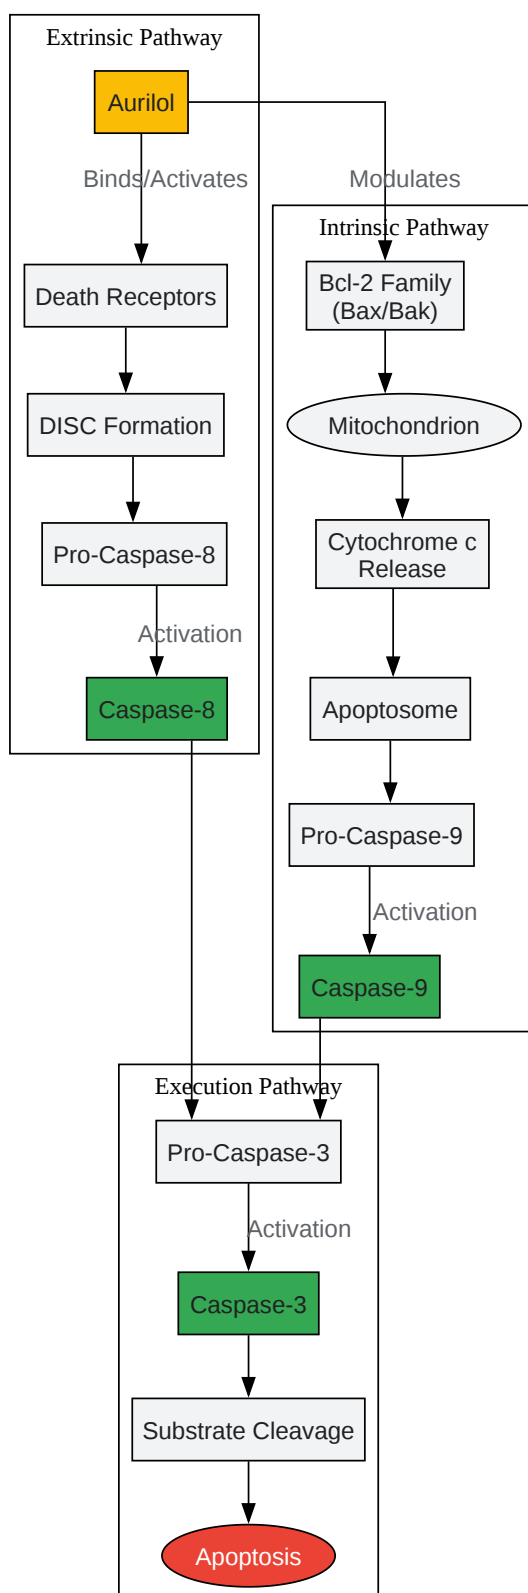 Extrinsic Pathway
Aurilol
Binds/Activates
Modulates
Intrinsic Pathway
Death Receptors
Bcl-2 Family
(Bax/Bak)
DISC Formation
Mitochondrion
Pro-Caspase-8
Cytochrome c
Release
Activation
Caspase-8
Apoptosome
Pro-Caspase-9
Activation
Caspase-9
Execution Pathway
Pro-Caspase-3
Activation
Caspase-3
Substrate Cleavage
Apoptosis